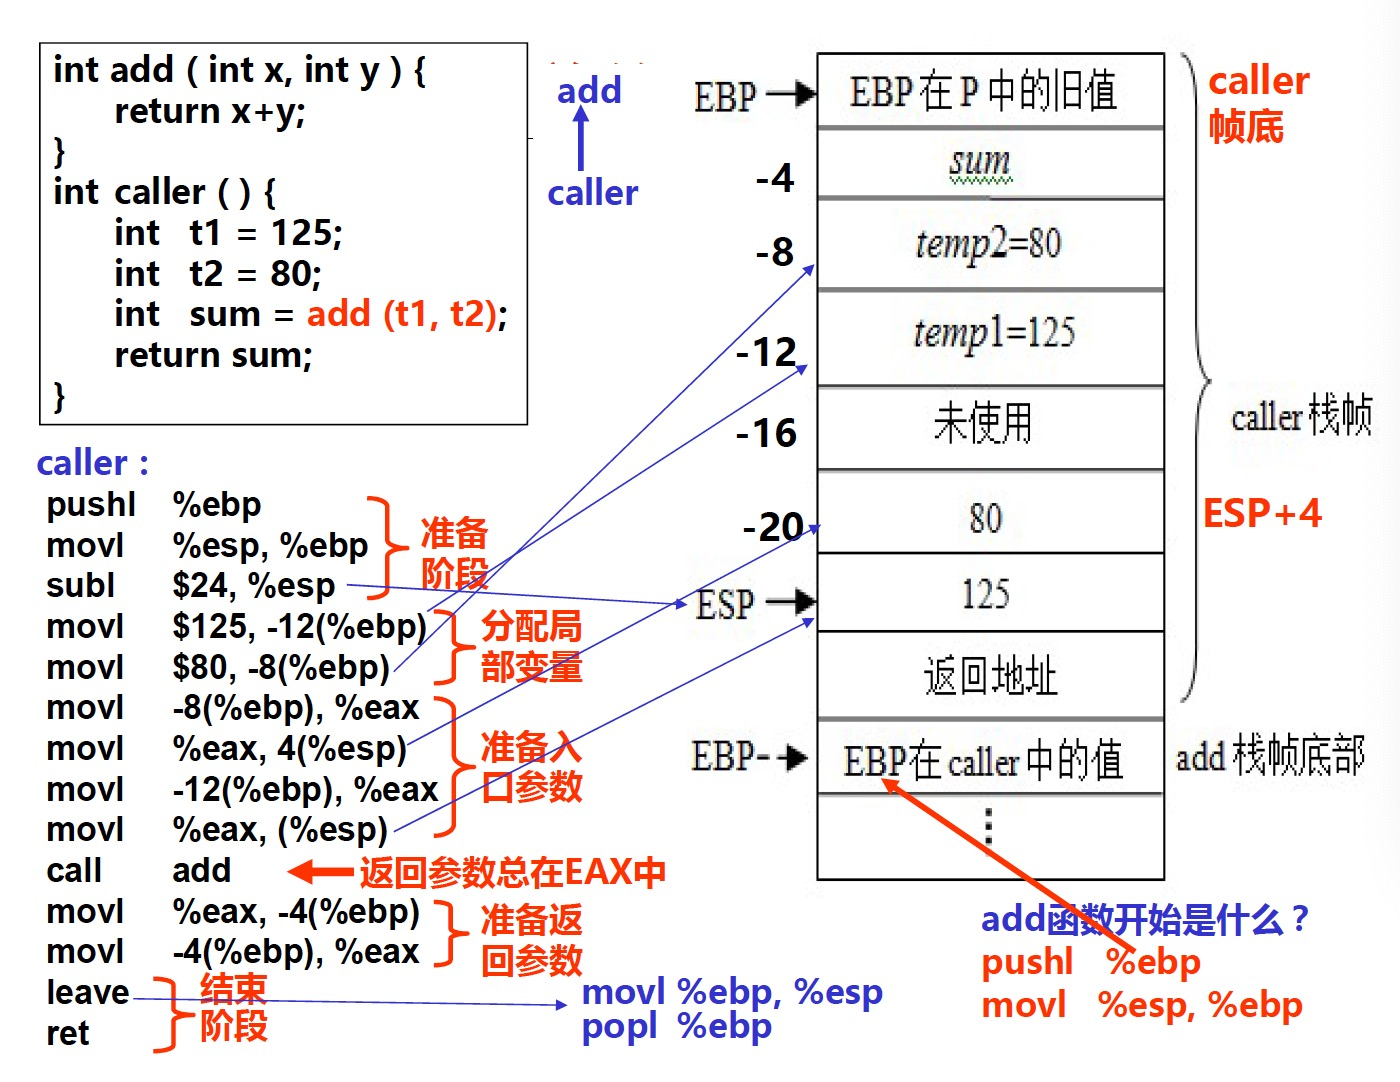 int add ( int x, int y ) {
return x+y;
}
int caller ( ) {
int t1 = 125;
int t2 = 80;
int sum = add (t1, t2);
return sum;
}
add
caller
caller：
pushl %ebp
movl %esp, %ebp
subl $24, %esp
准备
阶段
movl $125, -12(%ebp)
movl $80, -8(%ebp)
分配局
部变量
movl -8(%ebp), %eax
movl %eax, 4(%esp)
movl -12(%ebp), %eax
movl %eax, (%esp)
准备入
口参数
call add
返回参数总在EAX中
movl %eax, -4(%ebp)
movl -4(%ebp), %eax
准备返
回参数
leave
ret
结束
阶段
movl %ebp, %esp
popl %ebp
EBP
EBP在P中的旧值
caller
帧底
-4
sum
-8
temp2=80
-12
temp1=125
-16
未使用
caller栈帧
-20
80
ESP+4
ESP
125
返回地址
EBP-
EBP在caller中的值
add栈帧底部
⋮
add函数开始是什么？
pushl %ebp
movl %esp, %ebp